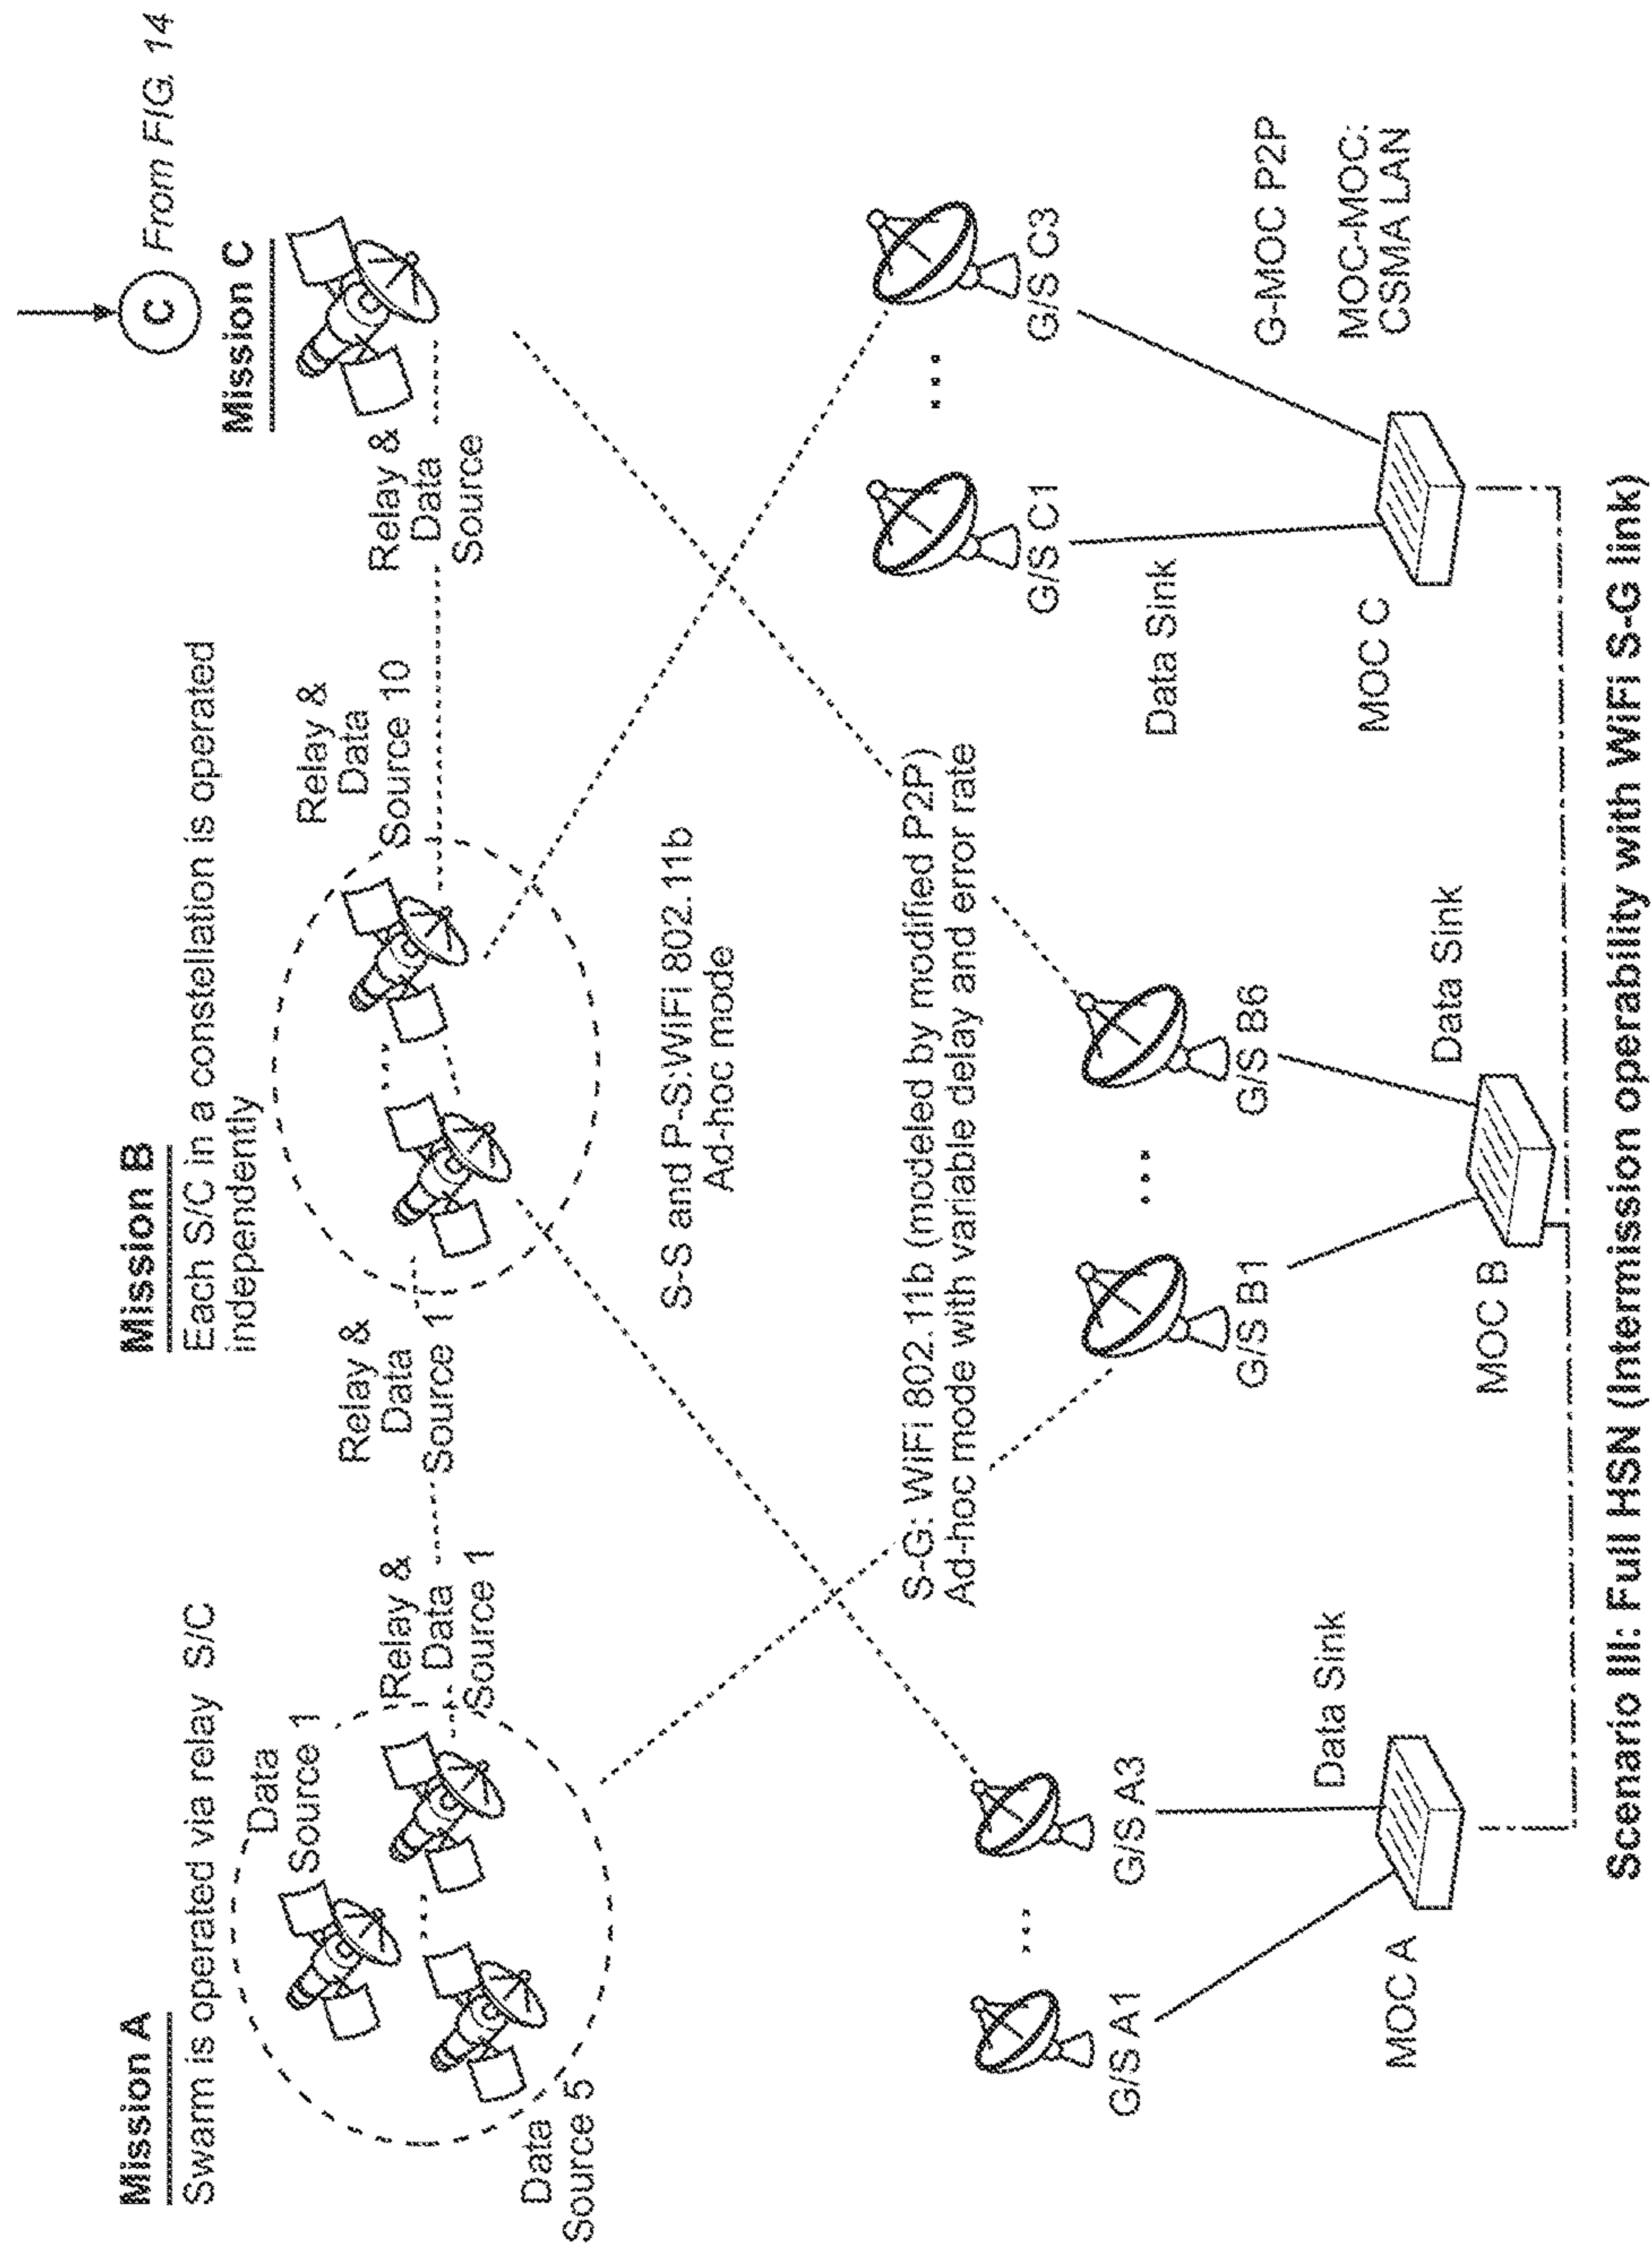 C From FIG. 14
Mission A
Swarm is operated via relay S/C
Mission B
Each S/C in a constellation is operated
independently
Mission C
Data
Source 1
Relay &
Data
Source 1
Data
Source 5
Relay &
Data
Source 1
Relay &
Data
Source 10
Relay &
Data
Source
S-S and P-S:WiFi 802.11b
Ad-hoc mode
S-G: WiFi 802.11b (modeled by modified P2P)
Ad-hoc mode with variable delay and error rate
G/S A1
...
G/S A3
G/S B1
...
G/S B6
G/S C1
...
G/S C3
Data Sink
Data Sink
Data Sink
MOC A
MOC B
MOC C
G-MOC P2P
MOC-MOC:
CSMA LAN
Scenario III: Full HSN (Intermission operability with WiFi S-G link)